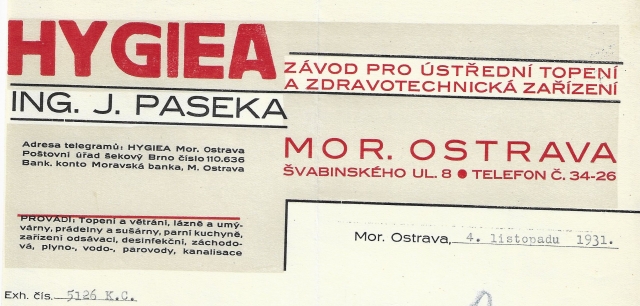 HYGIEA
ZÁVOD PRO ÚSTŘEDNÍ TOPENÍ
A ZDRAVOTECHNICKÁ ZAŘÍZENÍ
ING. J. PASEKA
Adresa telegramů: HYGIEA Mor. Ostrava
Poštovní úřad šekový Brno číslo 110.636
Bank. konto Moravská banka, M. Ostrava
MOR. OSTRAVA
ŠVABINSKÉHO UL. 8 ● TELEFON Č. 34-26
PROVÁDÍ: Topení a větrání, lázně a umý-
várny, prádelny a sušárny, parní kuchyně,
zařízení odsávací, desinfekční, záchodo-
vá, plyno-, vodo-, parovody, kanalisace
Mor. Ostrava, 4. listopadu 1931.
Exh. čís. 5126 K.C.